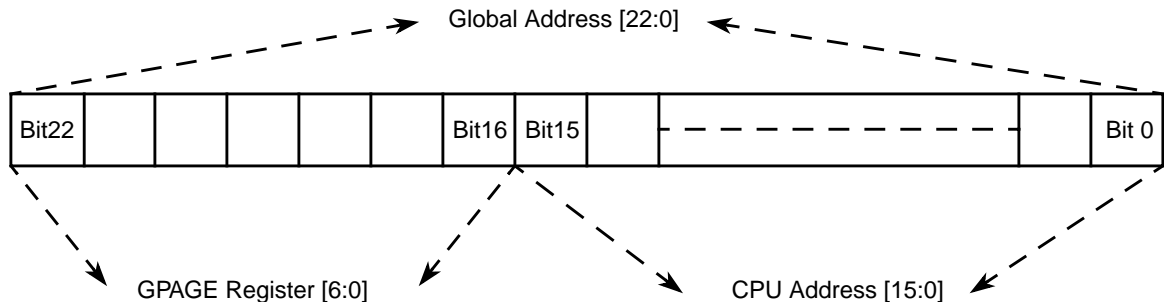 Global Address [22:0]
Bit22 Bit16 Bit15 Bit 0
GPAGE Register [6:0] CPU Address [15:0]